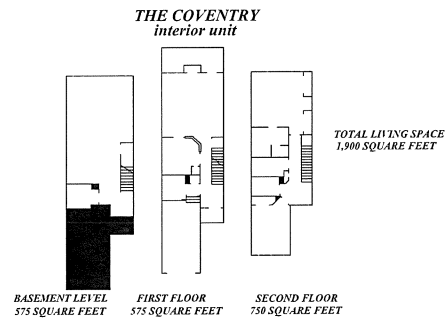 THE COVENTRY
interior unit
TOTAL LIVING SPACE
1,900 SQUARE FEET
BASEMENT LEVEL
575 SQUARE FEET
FIRST FLOOR
575 SQUARE FEET
SECOND FLOOR
750 SQUARE FEET